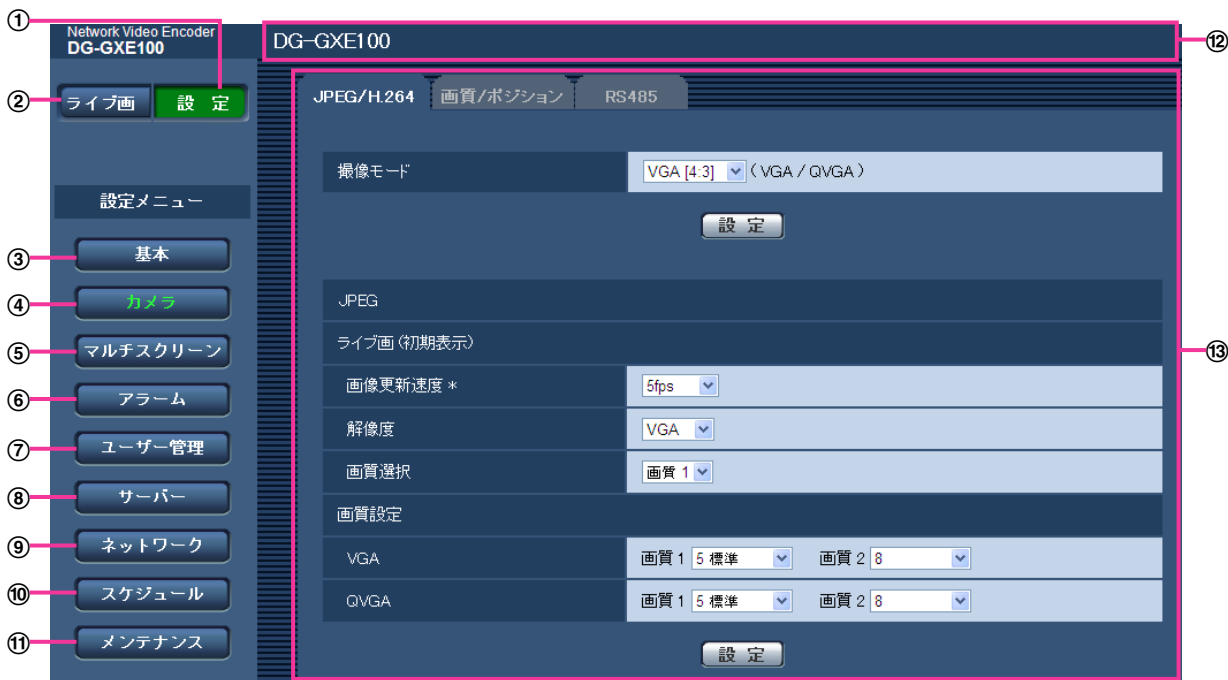 ①
Network Video Encoder
DG-GXE100
DG-GXE100
⑫
② ライブ画 設 定
JPEG/H.264 画質/ポジション RS485
撮像モード VGA [4:3] (VGA / QVGA)
設定メニュー
設 定
③ 基本
④ カメラ
JPEG
⑤ マルチスクリーン
ライブ画(初期表示)
⑬
画像更新速度 * 5fps
⑥ アラーム
解像度 VGA
⑦ ユーザー管理
画質選択 画質 1
⑧ サーバー
画質設定
⑨ ネットワーク
VGA 画質 1 5 標準 画質 2 8
⑩ スケジュール
QVGA 画質 1 5 標準 画質 2 8
⑪ メンテナンス
設 定